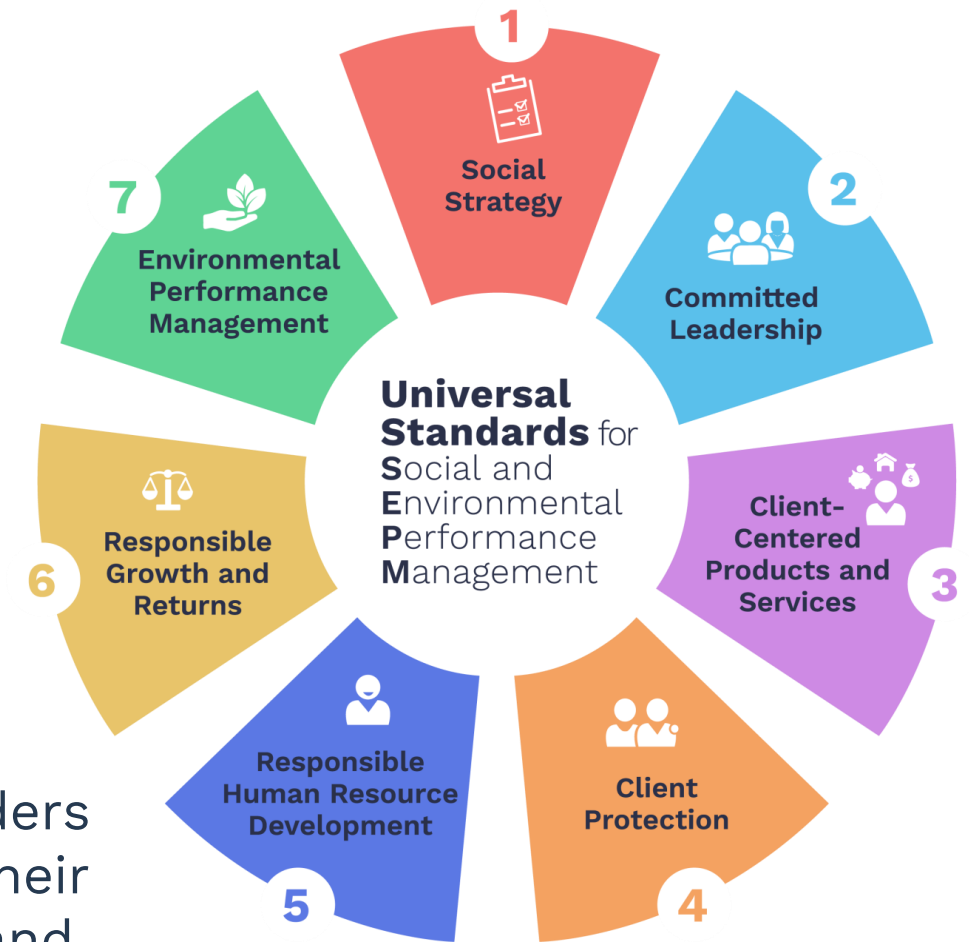 1
Social
Strategy
2
Committed
Leadership
3
Client-
Centered
Products and
Services
$
4
Client
Protection
5
Responsible
Human Resource
Development
6
Responsible
Growth and
Returns
7
Environmental
Performance
Management
Universal
Standards for
Social and
Environmental
Performance
Management